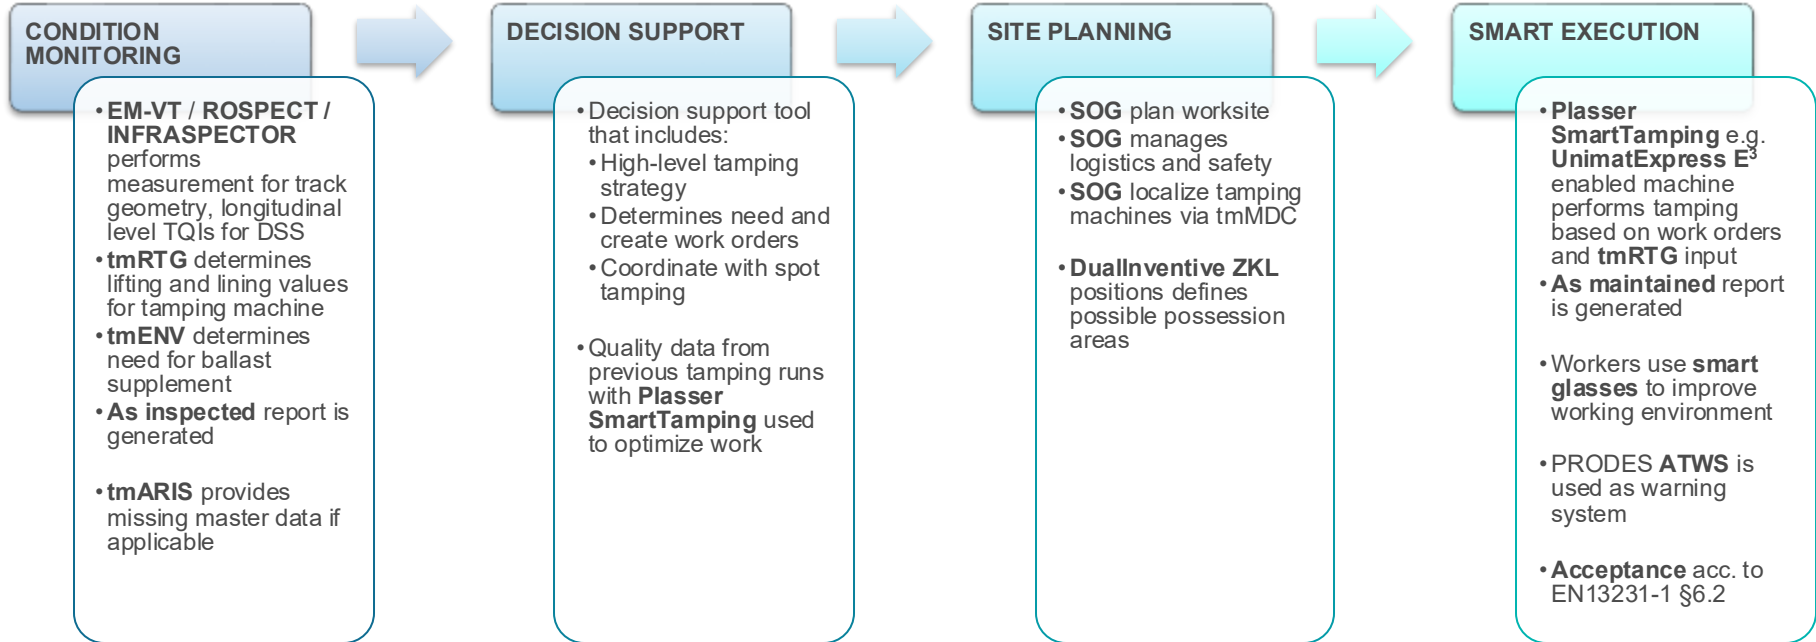 CONDITION
MONITORING
• EM-VT / ROSPECT /
INFRASPECTOR
performs
measurement for track
geometry, longitudinal
level TQIs for DSS
• tmRTG determines
lifting and lining values
for tamping machine
• tmENV determines
need for ballast
supplement
• As inspected report is
generated
• tmARIS provides
missing master data if
applicable
DECISION SUPPORT
• Decision support tool
that includes:
• High-level tamping
strategy
• Determines need and
create work orders
• Coordinate with spot
tamping
• Quality data from
previous tamping runs
with Plasser
SmartTamping used
to optimize work
SITE PLANNING
• SOG plan worksite
• SOG manages
logistics and safety
• SOG localize tamping
machines via tmMDC
• DualInventive ZKL
positions defines
possible possession
areas
SMART EXECUTION
• Plasser
SmartTamping e.g.
UnimatExpress E³
enabled machine
performs tamping
based on work orders
and tmRTG input
• As maintained report
is generated
• Workers use smart
glasses to improve
working environment
• PRODES ATWS is
used as warning
system
• Acceptance acc. to
EN13231-1 §6.2